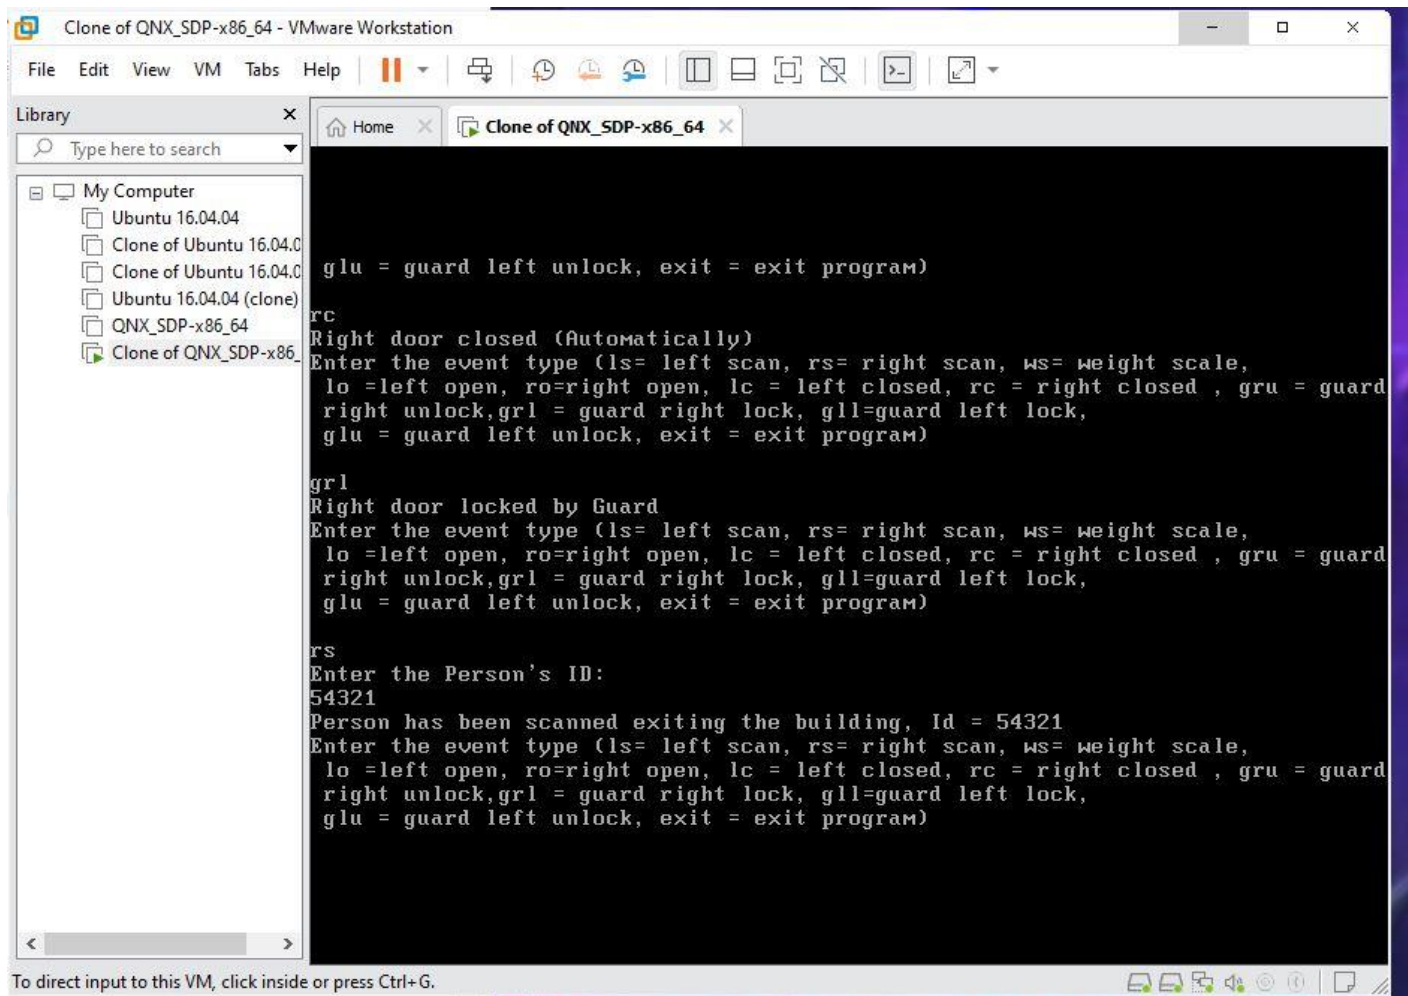 Clone of QNX_SDP-x86_64 - VMware Workstation
File Edit View VM Tabs Help
Library
Home
Clone of QNX_SDP-x86_64
Type here to search
My Computer
Ubuntu 16.04.04
Clone of Ubuntu 16.04.0
Clone of Ubuntu 16.04.0
Ubuntu 16.04.04 (clone)
QNX_SDP-x86_64
Clone of QNX_SDP-x86_
glu = guard left unlock, exit = exit program)
rc
Right door closed (Automatically)
Enter the event type (ls= left scan, rs= right scan, ws= weight scale,
lo =left open, ro=right open, lc = left closed, rc = right closed , gru = guard
right unlock,grl = guard right lock, gll=guard left lock,
glu = guard left unlock, exit = exit program)
grl
Right door locked by Guard
Enter the event type (ls= left scan, rs= right scan, ws= weight scale,
lo =left open, ro=right open, lc = left closed, rc = right closed , gru = guard
right unlock,grl = guard right lock, gll=guard left lock,
glu = guard left unlock, exit = exit program)
rs
Enter the Person's ID:
54321
Person has been scanned exiting the building, Id = 54321
Enter the event type (ls= left scan, rs= right scan, ws= weight scale,
lo =left open, ro=right open, lc = left closed, rc = right closed , gru = guard
right unlock,grl = guard right lock, gll=guard left lock,
glu = guard left unlock, exit = exit program)
To direct input to this VM, click inside or press Ctrl+G.